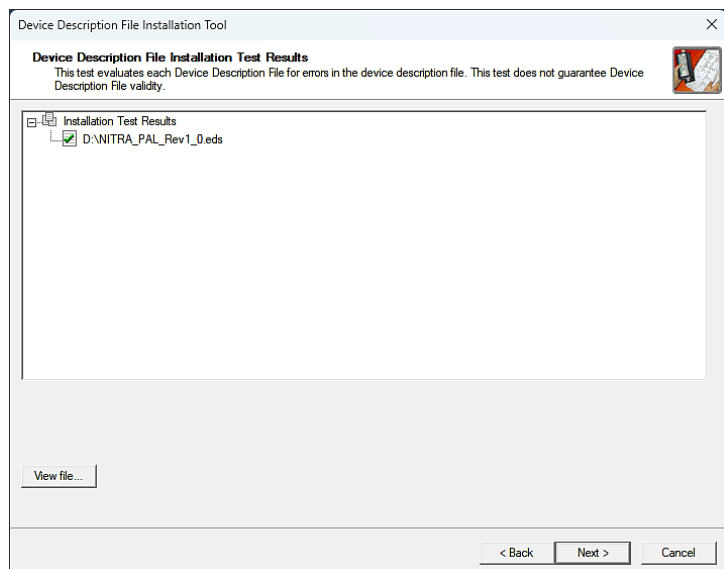 Device Description File Installation Tool
Device Description File Installation Test Results
This test evaluates each Device Description File for errors in the device description file. This test does not guarantee Device
Description File validity.
Installation Test Results
D:\NITRA_PAL_Rev1_0.eds
View file...
< Back
Next >
Cancel